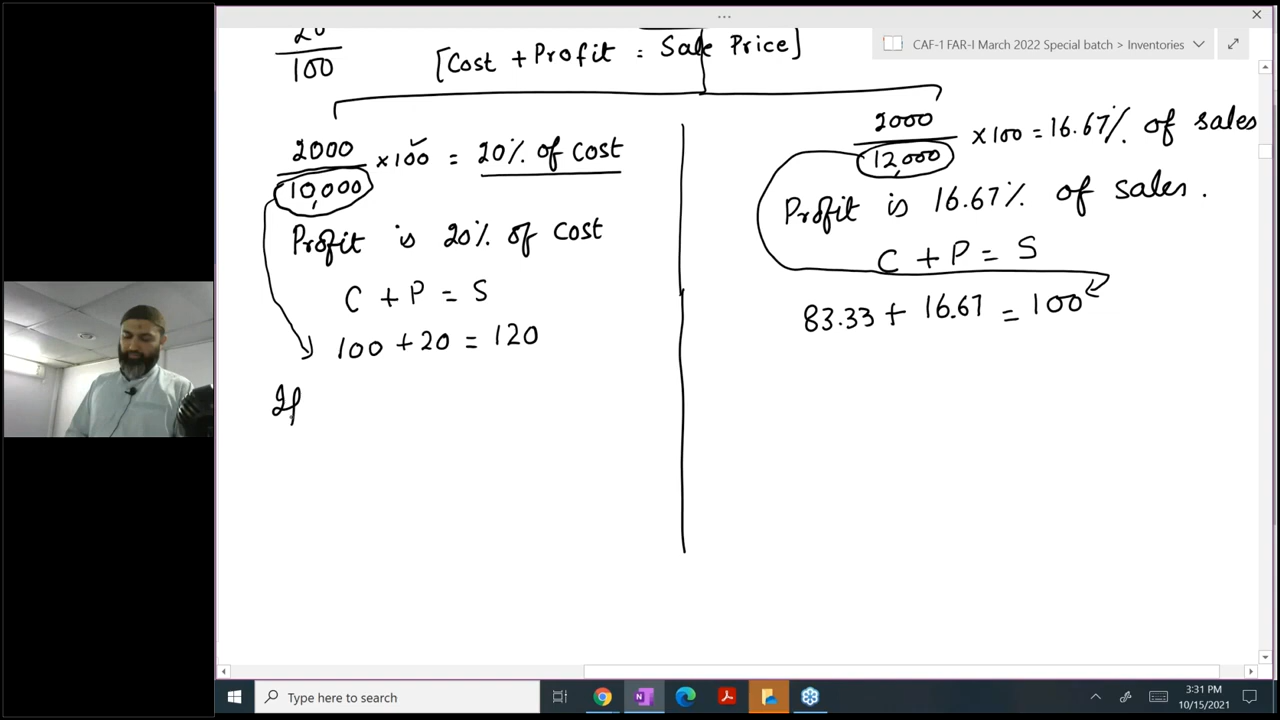 CAF-1 FAR-I March 2022 Special batch > Inventories
100
[Cost + Profit = Sale Price]
2000
10,000
×100 = 20% of cost
Profit is 20% of cost
C + P = S
100 + 20 = 120
If
2000
12,000
×100 = 16.67% of sales
Profit is 16.67% of sales.
C + P = S
83.33 + 16.67 = 100
Type here to search
3:31 PM
10/15/2021